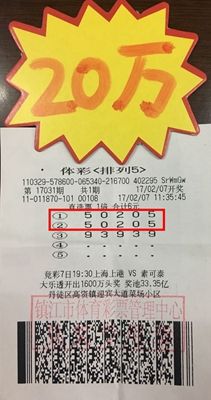 20万
体彩<排列5>
110329-578600-065340-216700 402295 SrWmGw
第 17031期 共1期 17/02/07开奖
11-011870-101 00108 17/02/07 11:35:45
直选票 1倍 合计6元
① 5 0 2 0 5
② 5 0 2 0 5
③ 9 3 9 3 9
④ - - - - -
⑤ - - - - -
竞彩7日19:30上海上港 VS 素可泰
大乐透开出1600万头奖 奖池33.35亿
丹徒区高资镇迎宾大道菜场小区
镇江市体育彩票管理中心